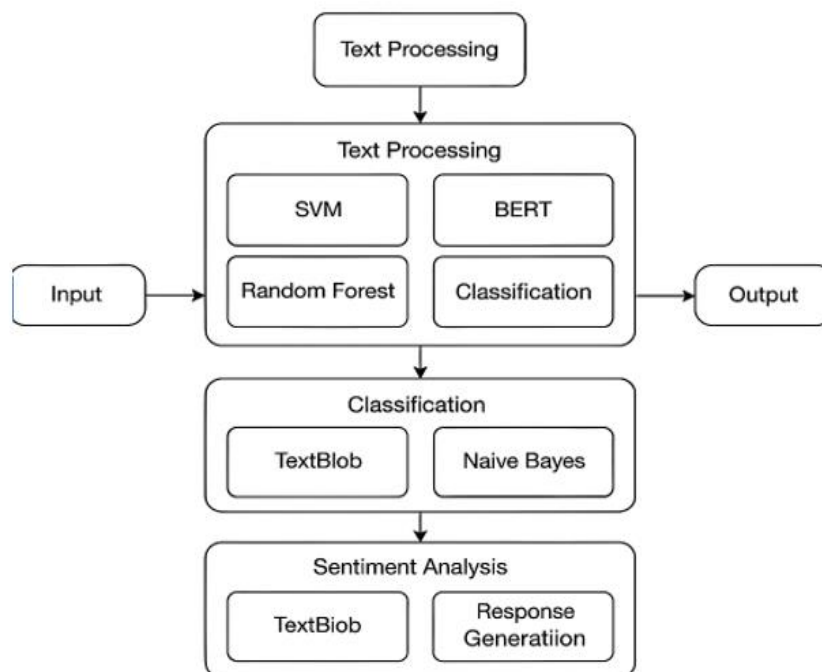 Text Processing
Text Processing
SVM
BERT
Input
Random Forest
Classification
Output
Classification
TextBlob
Naive Bayes
Sentiment Analysis
TextBiob
Response
Generatiion